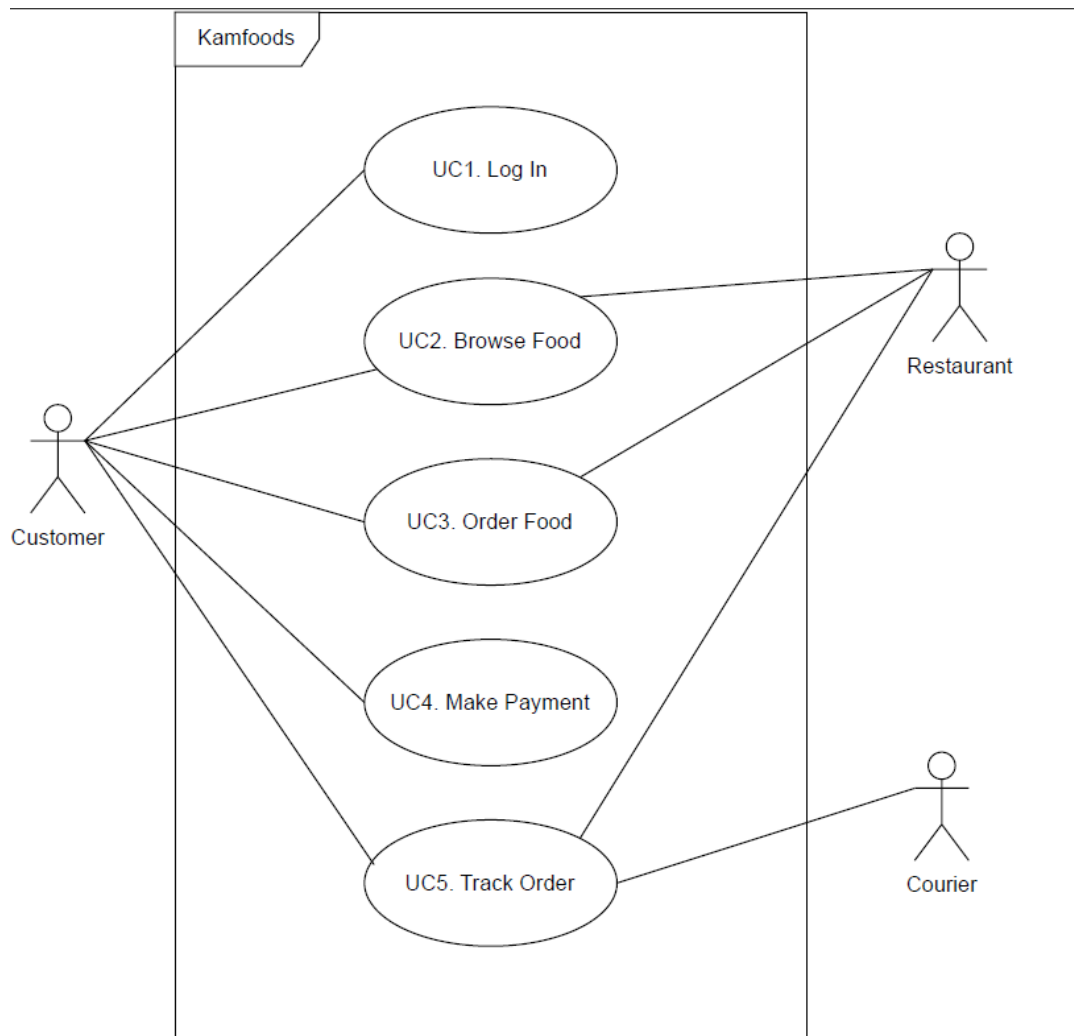 Kamfoods
UC1. Log In
UC2. Browse Food
Restaurant
UC3. Order Food
Customer
UC4. Make Payment
UC5. Track Order
Courier